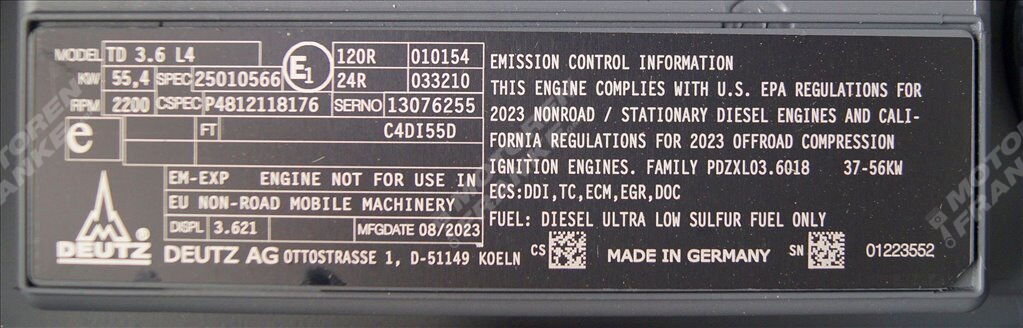 MODEL TD 3.6 L4
KW 55,4 SPEC 25010566
RPM 2200 CSPEC P4812118176 SERNO 13076255
E1
120R 010154
24R 033210
e FT C4DI55D
EM-EXP ENGINE NOT FOR USE IN
EU NON-ROAD MOBILE MACHINERY
DISPL 3.621 MFGDATE 08/2023
DEUTZ
DEUTZ AG OTTOSTRASSE 1, D-51149 KOELN
EMISSION CONTROL INFORMATION
THIS ENGINE COMPLIES WITH U.S. EPA REGULATIONS FOR
2023 NONROAD / STATIONARY DIESEL ENGINES AND CALI-
FORNIA REGULATIONS FOR 2023 OFFROAD COMPRESSION
IGNITION ENGINES. FAMILY PDZXL03.6018 37-56KW
ECS:DDI,TC,ECM,EGR,DOC
FUEL: DIESEL ULTRA LOW SULFUR FUEL ONLY
CS MADE IN GERMANY SN 01223552
MOTOREN
FRANKE